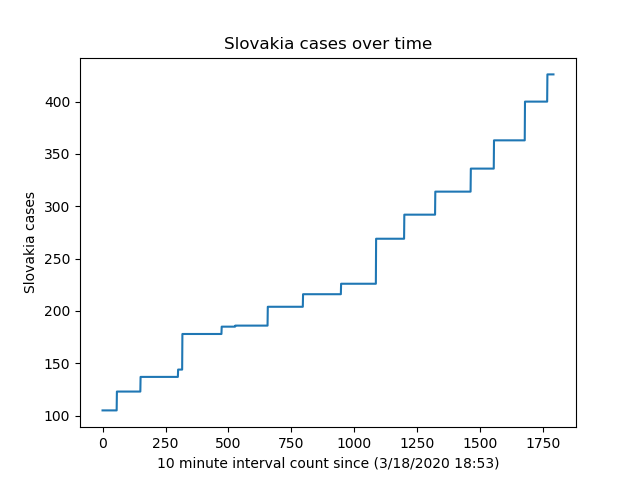 Slovakia cases over time
400
350
300
250
200
150
100
Slovakia cases
0 250 500 750 1000 1250 1500 1750
10 minute interval count since (3/18/2020 18:53)